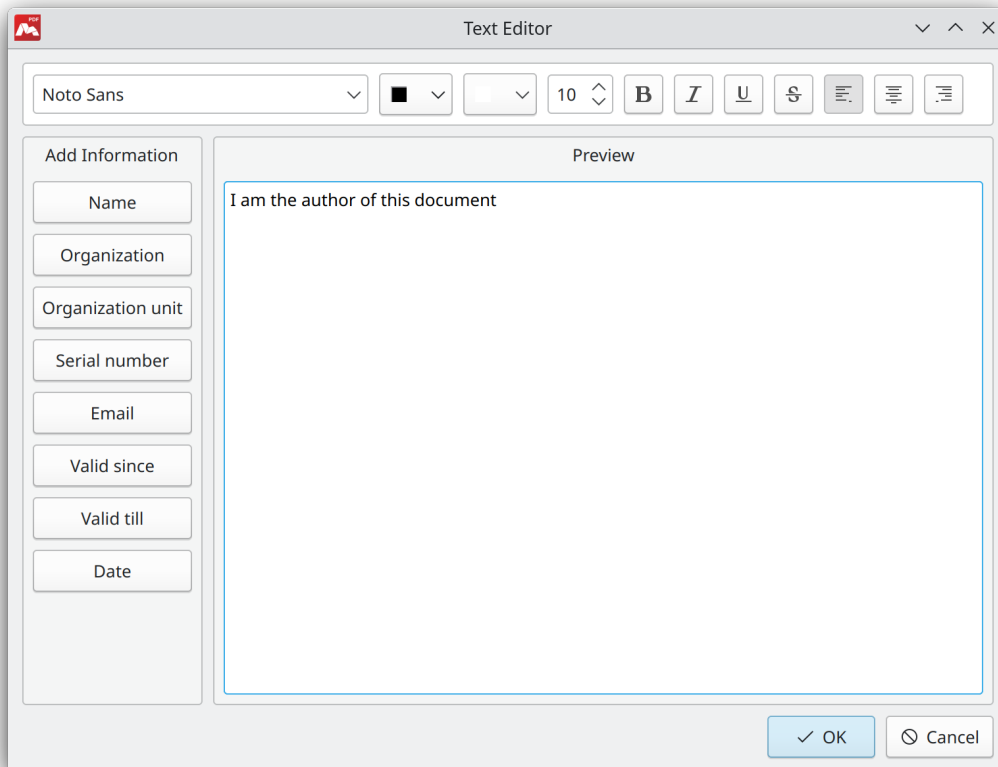 PDF
Text Editor
Noto Sans
10
B I U S
Add Information
Preview
Name
I am the author of this document
Organization
Organization unit
Serial number
Email
Valid since
Valid till
Date
OK
Cancel